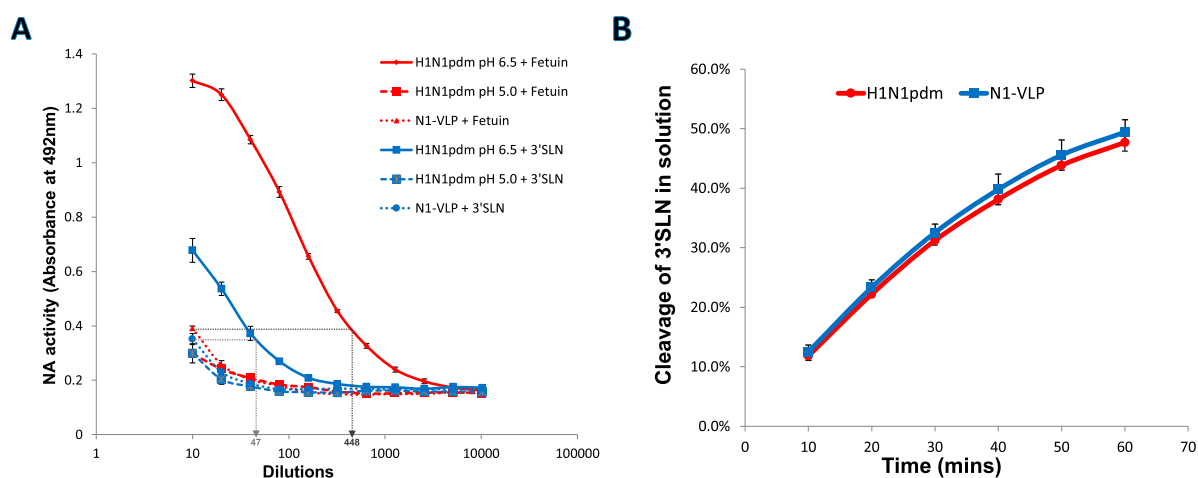 A
NA activity (Absorbance at 492nm)
1.4
1.2
1
0.8
0.6
0.4
0.2
0
1
10
100
1000
10000
100000
47
448
Dilutions
H1N1pdm pH 6.5 + Fetuin
H1N1pdm pH 5.0 + Fetuin
N1-VLP + Fetuin
H1N1pdm pH 6.5 + 3'SLN
H1N1pdm pH 5.0 + 3'SLN
N1-VLP + 3'SLN
B
Cleavage of 3'SLN in solution
60.0%
50.0%
40.0%
30.0%
20.0%
10.0%
0.0%
0
10
20
30
40
50
60
70
Time (mins)
H1N1pdm
N1-VLP